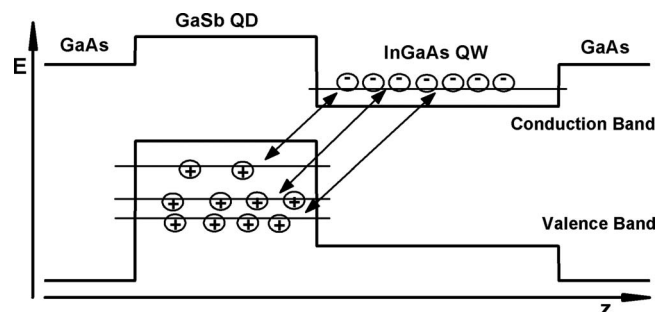 GaSb QD
GaAs
InGaAs QW
GaAs
E
- - - - - - -
Conduction Band
+ +
+ + + +
+ + + +
Valence Band
z